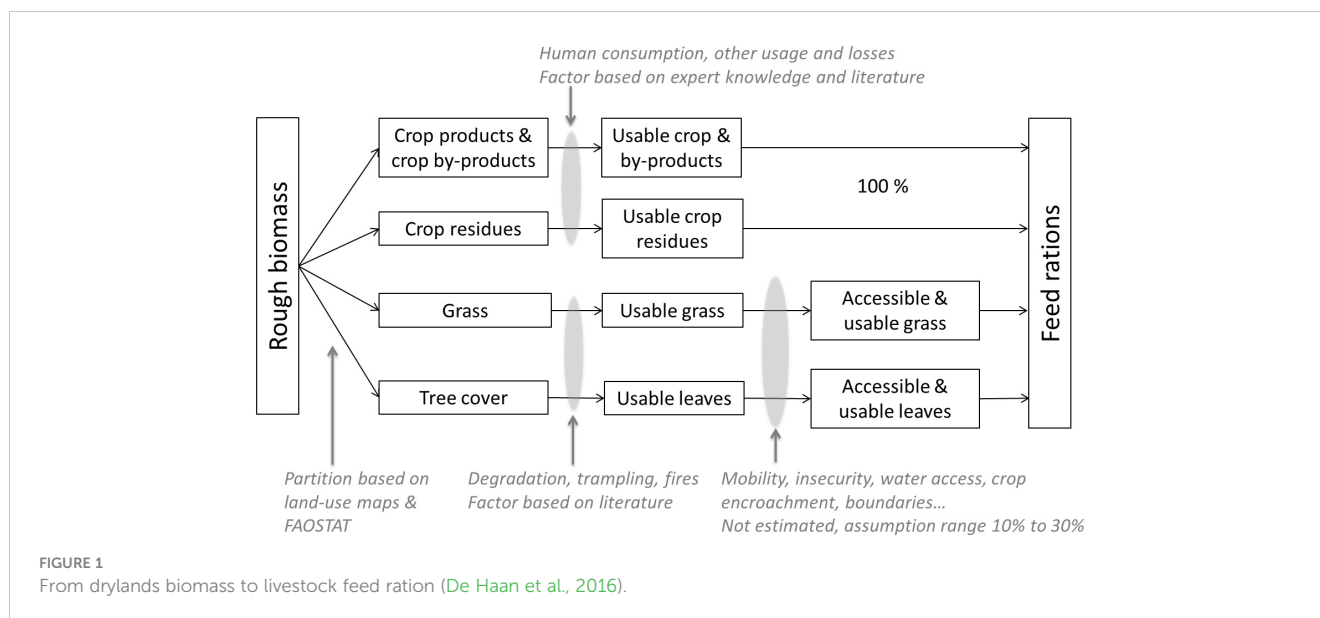 Human consumption, other usage and losses
Factor based on expert knowledge and literature
Rough biomass
Crop products &
crop by-products
Usable crop &
by-products
100 %
Crop residues
Usable crop
residues
Grass
Usable grass
Accessible &
usable grass
Tree cover
Usable leaves
Accessible &
usable leaves
Feed rations
Partition based on
land-use maps &
FAOSTAT
Degradation, trampling, fires
Factor based on literature
Mobility, insecurity, water access, crop
encroachment, boundaries...
Not estimated, assumption range 10% to 30%
FIGURE 1
From drylands biomass to livestock feed ration (De Haan et al., 2016).